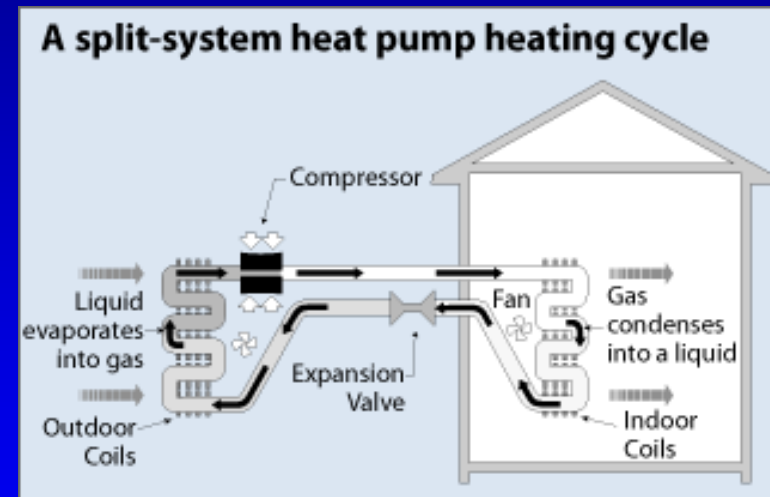 A split-system heat pump heating cycle
Compressor
Liquid
evaporates
into gas
Fan
Gas
condenses
into a liquid
Expansion
Valve
Outdoor
Coils
Indoor
Coils